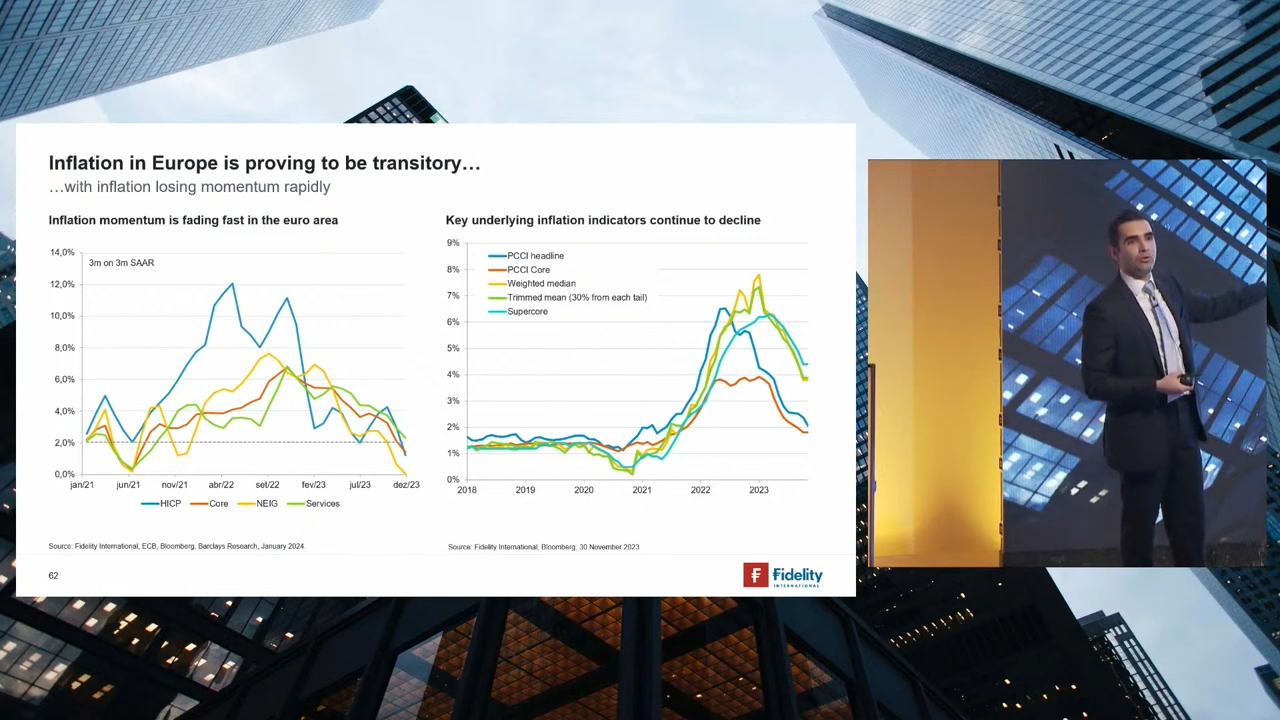 Inflation in Europe is proving to be transitory…
…with inflation losing momentum rapidly
Inflation momentum is fading fast in the euro area
14,0%
3m on 3m SAAR
12,0%
10,0%
8,0%
6,0%
4,0%
2,0%
0,0%
jan/21 jun/21 nov/21 abr/22 set/22 fev/23 jul/23 dez/23
HICP Core NEIG Services
Source: Fidelity International, ECB, Bloomberg, Barclays Research, January 2024.
Key underlying inflation indicators continue to decline
9%
PCCI headline
8%
PCCI Core
Weighted median
7%
Trimmed mean (30% from each tail)
Supercore
6%
5%
4%
3%
2%
1%
0%
2018 2019 2020 2021 2022 2023
Source: Fidelity International, Bloomberg, 30 November 2023
62
Fidelity
INTERNATIONAL